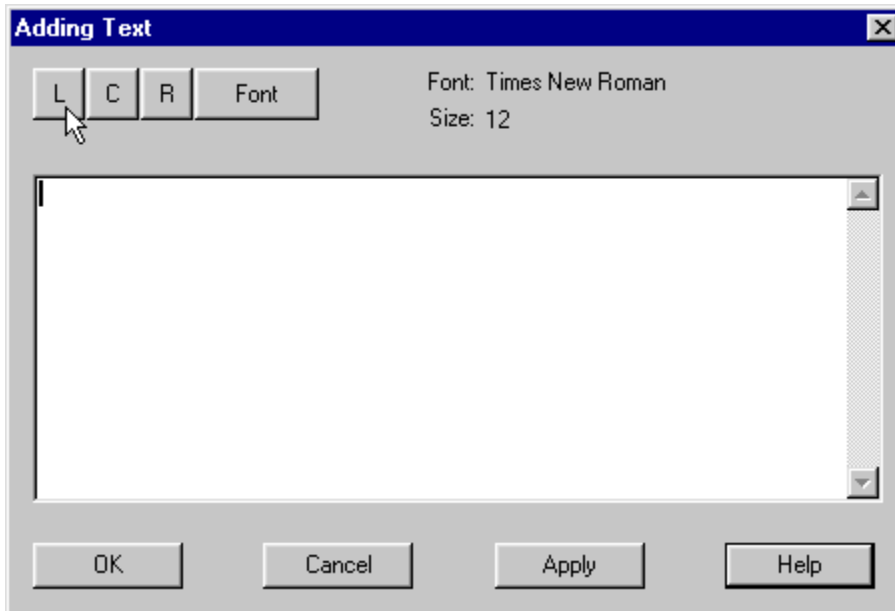 Adding Text
L C R Font Font: Times New Roman
Size: 12
OK Cancel Apply Help